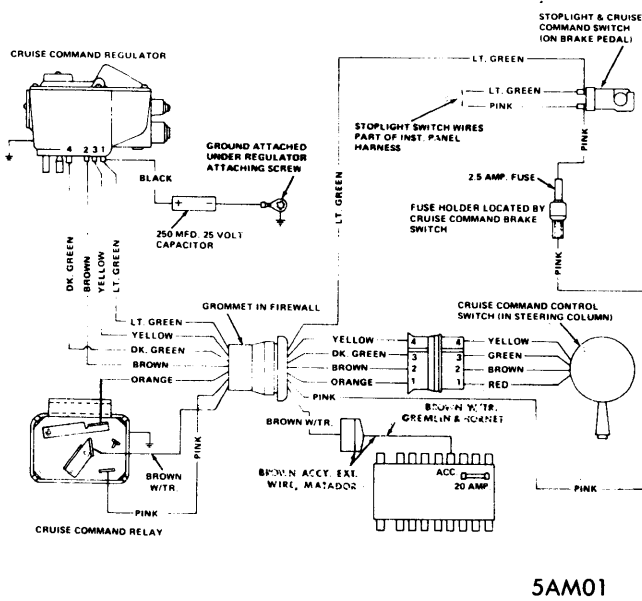 STOPLIGHT & CRUISE
COMMAND SWITCH
(ON BRAKE PEDAL)
CRUISE COMMAND REGULATOR
LT. GREEN
LT. GREEN
PINK
STOPLIGHT SWITCH WIRES
PART OF INST. PANEL
HARNESS
PINK
4 2 3 1
BLACK
GROUND ATTACHED
UNDER REGULATOR
ATTACHING SCREW
+ −
250 MFD. 25 VOLT
CAPACITOR
LT. GREEN
2.5 AMP. FUSE
FUSE HOLDER LOCATED BY
CRUISE COMMAND BRAKE
SWITCH
PINK
DK. GREEN
BROWN
YELLOW
LT. GREEN
GROMMET IN FIREWALL
CRUISE COMMAND CONTROL
SWITCH (IN STEERING COLUMN)
LT. GREEN
YELLOW
DK. GREEN
BROWN
ORANGE
YELLOW 4 4 YELLOW
DK. GREEN 3 3 GREEN
BROWN 2 2 BROWN
ORANGE 1 1 RED
PINK
BROWN W/TR.
BROWN W/TR.
GREMLIN & HORNET
PINK
BROWN
W/TR.
BROWN ACCY. EXT.
WIRE, MATADOR
ACC
20 AMP
PINK
PINK
CRUISE COMMAND RELAY
5AM01